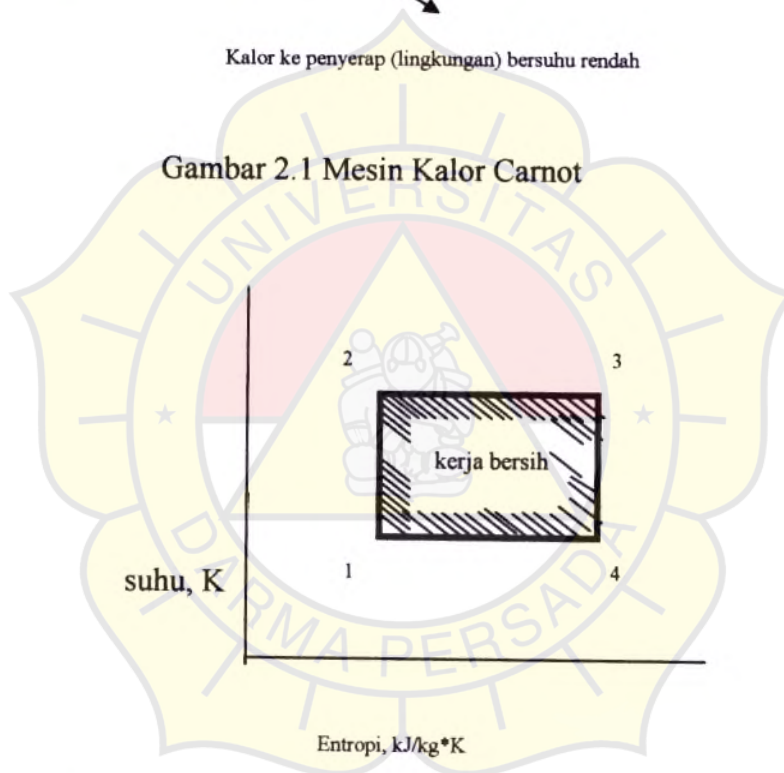 Kalor ke penyerap (lingkungan) bersuhu rendah
Gambar 2.1 Mesin Kalor Carnot
UNIVERSITAS
2 3
kerja bersih
1 4
suhu, K
DARMA PERSADA
Entropi, kJ/kg*K